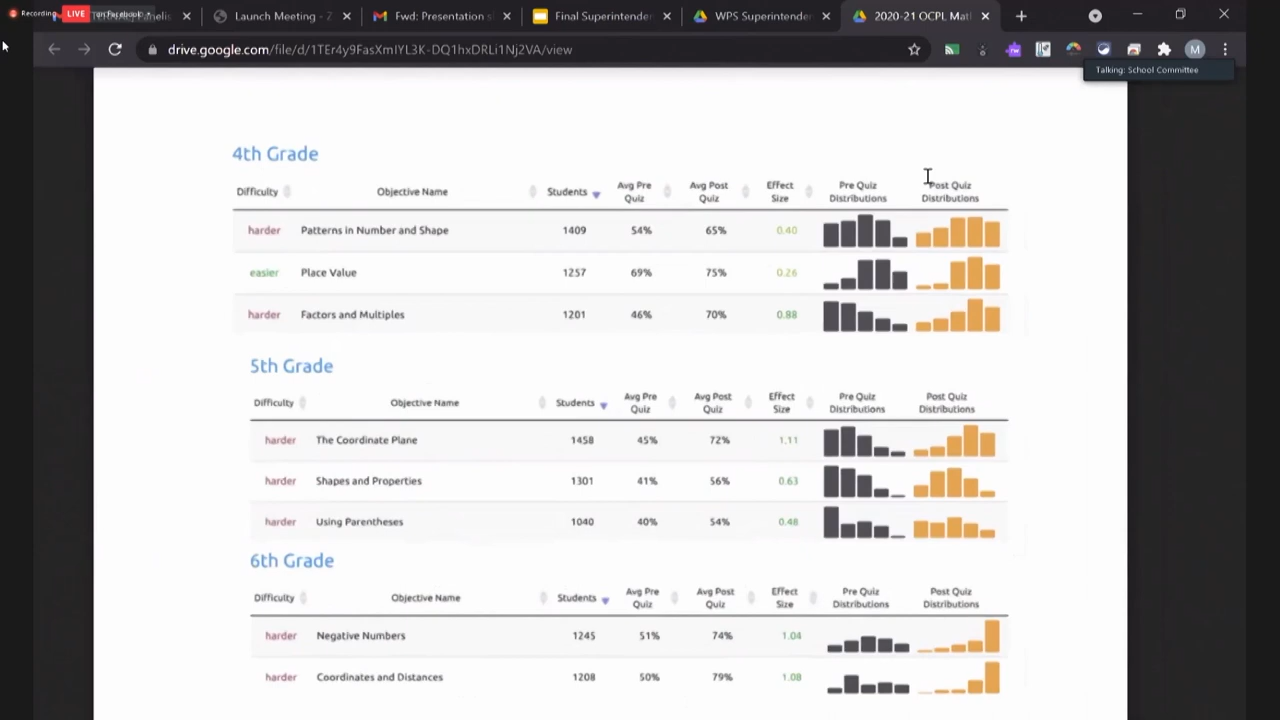 Recording LIVE on Facebook
Launch Meeting - Z
Fwd: Presentation s
Final Superintender
WPS Superintender
2020-21 OCPL Mat
drive.google.com/file/d/1TEr4y9FasXmIYL3K-DQ1hxDRLi1Nj2VA/view
M
Talking: School Committee
4th Grade
Difficulty Objective Name Students Avg Pre Quiz Avg Post Quiz Effect Size Pre Quiz Distributions Post Quiz Distributions
harder Patterns in Number and Shape 1409 54% 65% 0.40
easier Place Value 1257 69% 75% 0.26
harder Factors and Multiples 1201 46% 70% 0.88
5th Grade
Difficulty Objective Name Students Avg Pre Quiz Avg Post Quiz Effect Size Pre Quiz Distributions Post Quiz Distributions
harder The Coordinate Plane 1458 45% 72% 1.11
harder Shapes and Properties 1301 41% 56% 0.63
harder Using Parentheses 1040 40% 54% 0.48
6th Grade
Difficulty Objective Name Students Avg Pre Quiz Avg Post Quiz Effect Size Pre Quiz Distributions Post Quiz Distributions
harder Negative Numbers 1245 51% 74% 1.04
harder Coordinates and Distances 1208 50% 79% 1.08